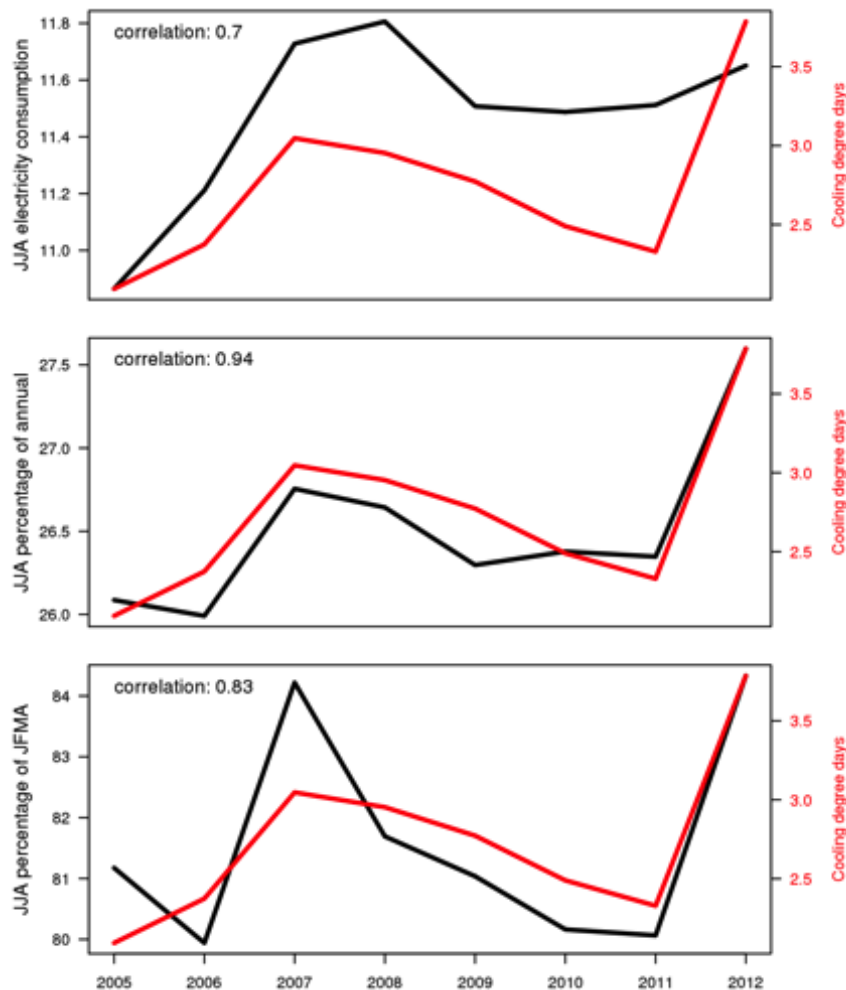 correlation: 0.7
JJA electricity consumption
11.8
11.6
11.4
11.2
11.0
3.5
3.0
2.5
Cooling degree days
correlation: 0.94
JJA percentage of annual
27.5
27.0
26.5
26.0
3.5
3.0
2.5
Cooling degree days
correlation: 0.83
JJA percentage of JFMA
84
83
82
81
80
3.5
3.0
2.5
Cooling degree days
2005 2006 2007 2008 2009 2010 2011 2012